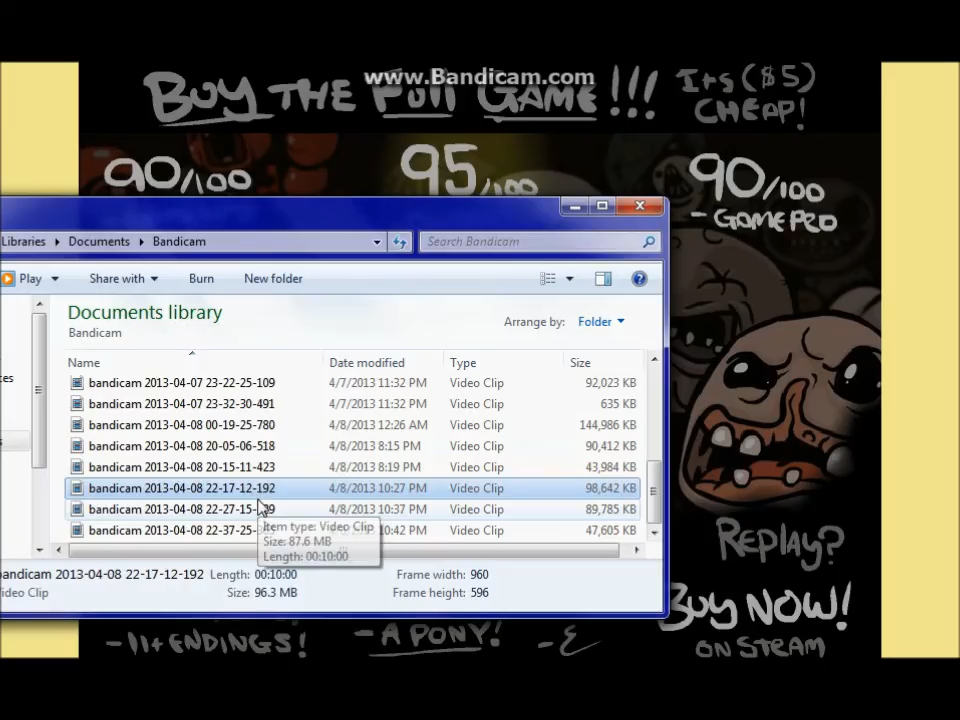 www.Bandicam.com
BUY THE FULL GAME!!! It's ($5) CHEAP!
90/100 95/100 90/100
- GAMEPRO
Libraries Documents Bandicam Search Bandicam
Play Share with Burn New folder
Documents library
Bandicam
Arrange by: Folder
Name Date modified Type Size
bandicam 2013-04-07 23-22-25-109 4/7/2013 11:32 PM Video Clip 92,023 KB
bandicam 2013-04-07 23-32-30-491 4/7/2013 11:32 PM Video Clip 635 KB
bandicam 2013-04-08 00-19-25-780 4/8/2013 12:26 AM Video Clip 144,986 KB
bandicam 2013-04-08 20-05-06-518 4/8/2013 8:15 PM Video Clip 90,412 KB
bandicam 2013-04-08 20-15-11-423 4/8/2013 8:19 PM Video Clip 43,984 KB
bandicam 2013-04-08 22-17-12-192 4/8/2013 10:27 PM Video Clip 98,642 KB
bandicam 2013-04-08 22-27-15- 4/8/2013 10:37 PM Video Clip 89,785 KB
bandicam 2013-04-08 22-37-25- 10:42 PM Video Clip 47,605 KB
Item type: Video Clip
Size: 87.6 MB
Length: 00:10:00
bandicam 2013-04-08 22-17-12-192 Length: 00:10:00 Frame width: 960
Video Clip Size: 96.3 MB Frame height: 596
REPLAY?
BUY NOW!
ON STEAM
- 11+ ENDINGS!
- A PONY!